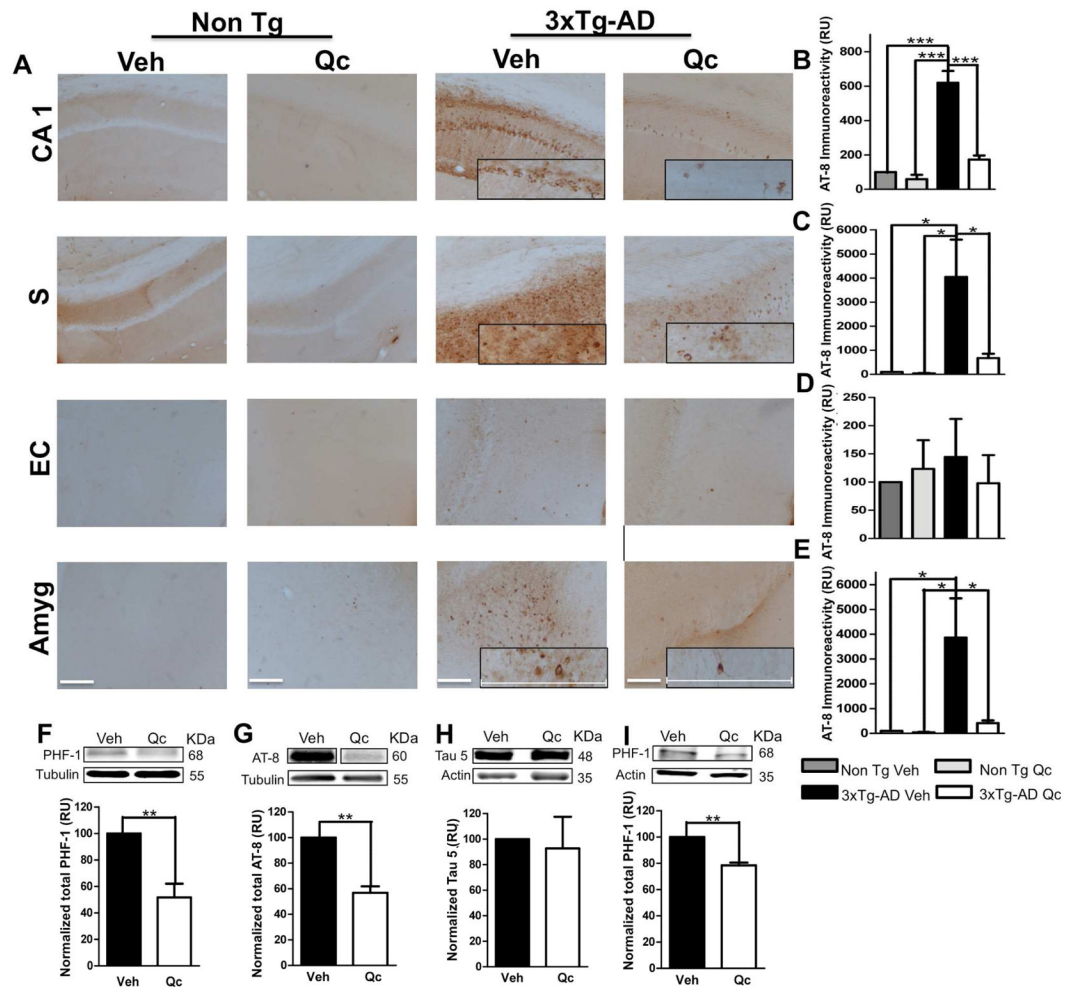 Non Tg 3xTg-AD
A Veh Qc Veh Qc
CA 1
S
EC
Amyg
B
AT-8 Immunoreactivity (RU)
800
600
400
200
0
*** *** ***
C
AT-8 Immunoreactivity (RU)
6000
5000
4000
3000
2000
1000
0
* * *
D
AT-8 Immunoreactivity (RU)
250
200
150
100
50
0
E
AT-8 Immunoreactivity (RU)
6000
5000
4000
3000
2000
1000
0
* * *
Non Tg Veh Non Tg Qc
3xTg-AD Veh 3xTg-AD Qc
F Veh Qc KDa
PHF-1 68
Tubulin 55
Normalized total PHF-1 (RU)
120
100
80
60
40
20
0
**
Veh Qc
G Veh Qc KDa
AT-8 60
Tubulin 55
Normalized total AT-8 (RU)
120
100
80
60
40
20
0
**
Veh Qc
H Veh Qc KDa
Tau 5 48
Actin 35
Normalized Tau 5 (RU)
120
100
80
60
40
20
0
Veh Qc
I Veh Qc KDa
PHF-1 68
Actin 35
Normalized total PHF-1 (RU)
120
100
80
60
40
20
0
**
Veh Qc